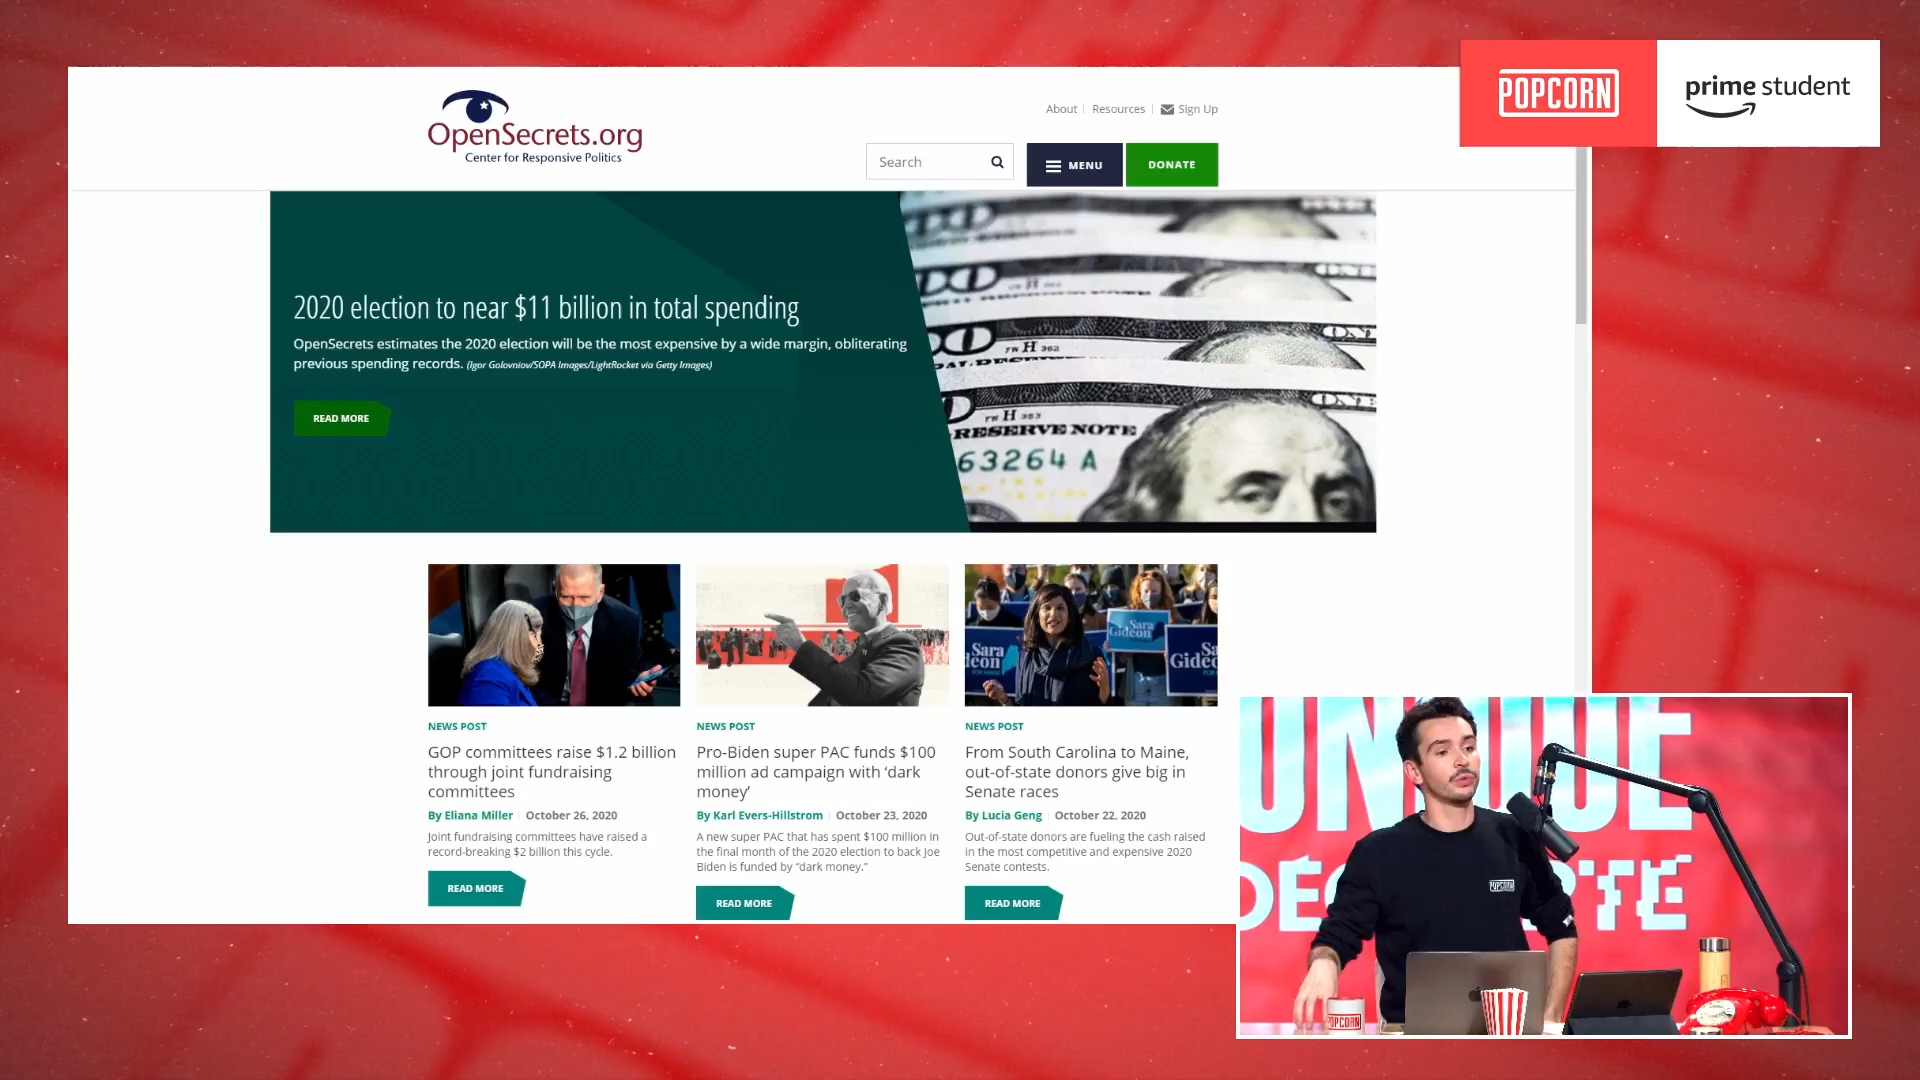 POPCORN
prime student
OpenSecrets.org
Center for Responsive Politics
About
Resources
Sign Up
Search
MENU
DONATE
2020 election to near $11 billion in total spending
OpenSecrets estimates the 2020 election will be the most expensive by a wide margin, obliterating
previous spending records. (Igor Golovniov/SOPA Images/LightRocket via Getty Images)
READ MORE
RESERVE NOTE
63264 A
Sara
Gideon
Sara
NEWS POST
GOP committees raise $1.2 billion
through joint fundraising
committees
By Eliana Miller
October 26, 2020
Joint fundraising committees have raised a
record-breaking $2 billion this cycle.
READ MORE
NEWS POST
Pro-Biden super PAC funds $100
million ad campaign with ‘dark
money’
By Karl Evers-Hillstrom
October 23, 2020
A new super PAC that has spent $100 million in
the final month of the 2020 election to back Joe
Biden is funded by “dark money.”
READ MORE
NEWS POST
From South Carolina to Maine,
out-of-state donors give big in
Senate races
By Lucia Geng
October 22, 2020
Out-of-state donors are fueling the cash raised
in the most competitive and expensive 2020
Senate contests.
READ MORE
POPCORN